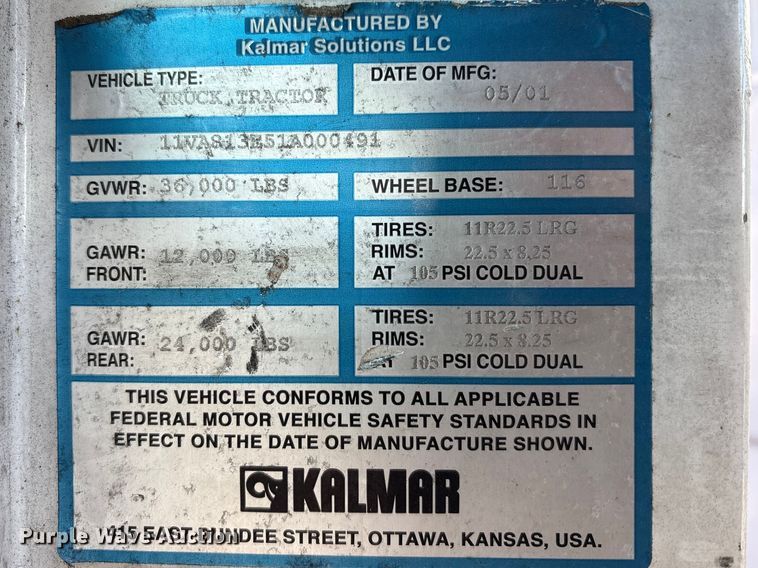 MANUFACTURED BY
Kalmar Solutions LLC
VEHICLE TYPE: TRUCK TRACTOR
DATE OF MFG: 05/01
VIN: 11VAS13E51A000491
GVWR: 36,000 LBS
WHEEL BASE: 116
GAWR: FRONT: 12,000 LBS
TIRES: 11R22.5 LRG
RIMS: 22.5 x 8.25
AT 105 PSI COLD DUAL
GAWR: REAR: 24,000 LBS
TIRES: 11R22.5 LRG
RIMS: 22.5 x 8.25
AT 105 PSI COLD DUAL
THIS VEHICLE CONFORMS TO ALL APPLICABLE
FEDERAL MOTOR VEHICLE SAFETY STANDARDS IN
EFFECT ON THE DATE OF MANUFACTURE SHOWN.
KALMAR
EAST DUNDEE STREET, OTTAWA, KANSAS, USA.
Purple Wave Auction